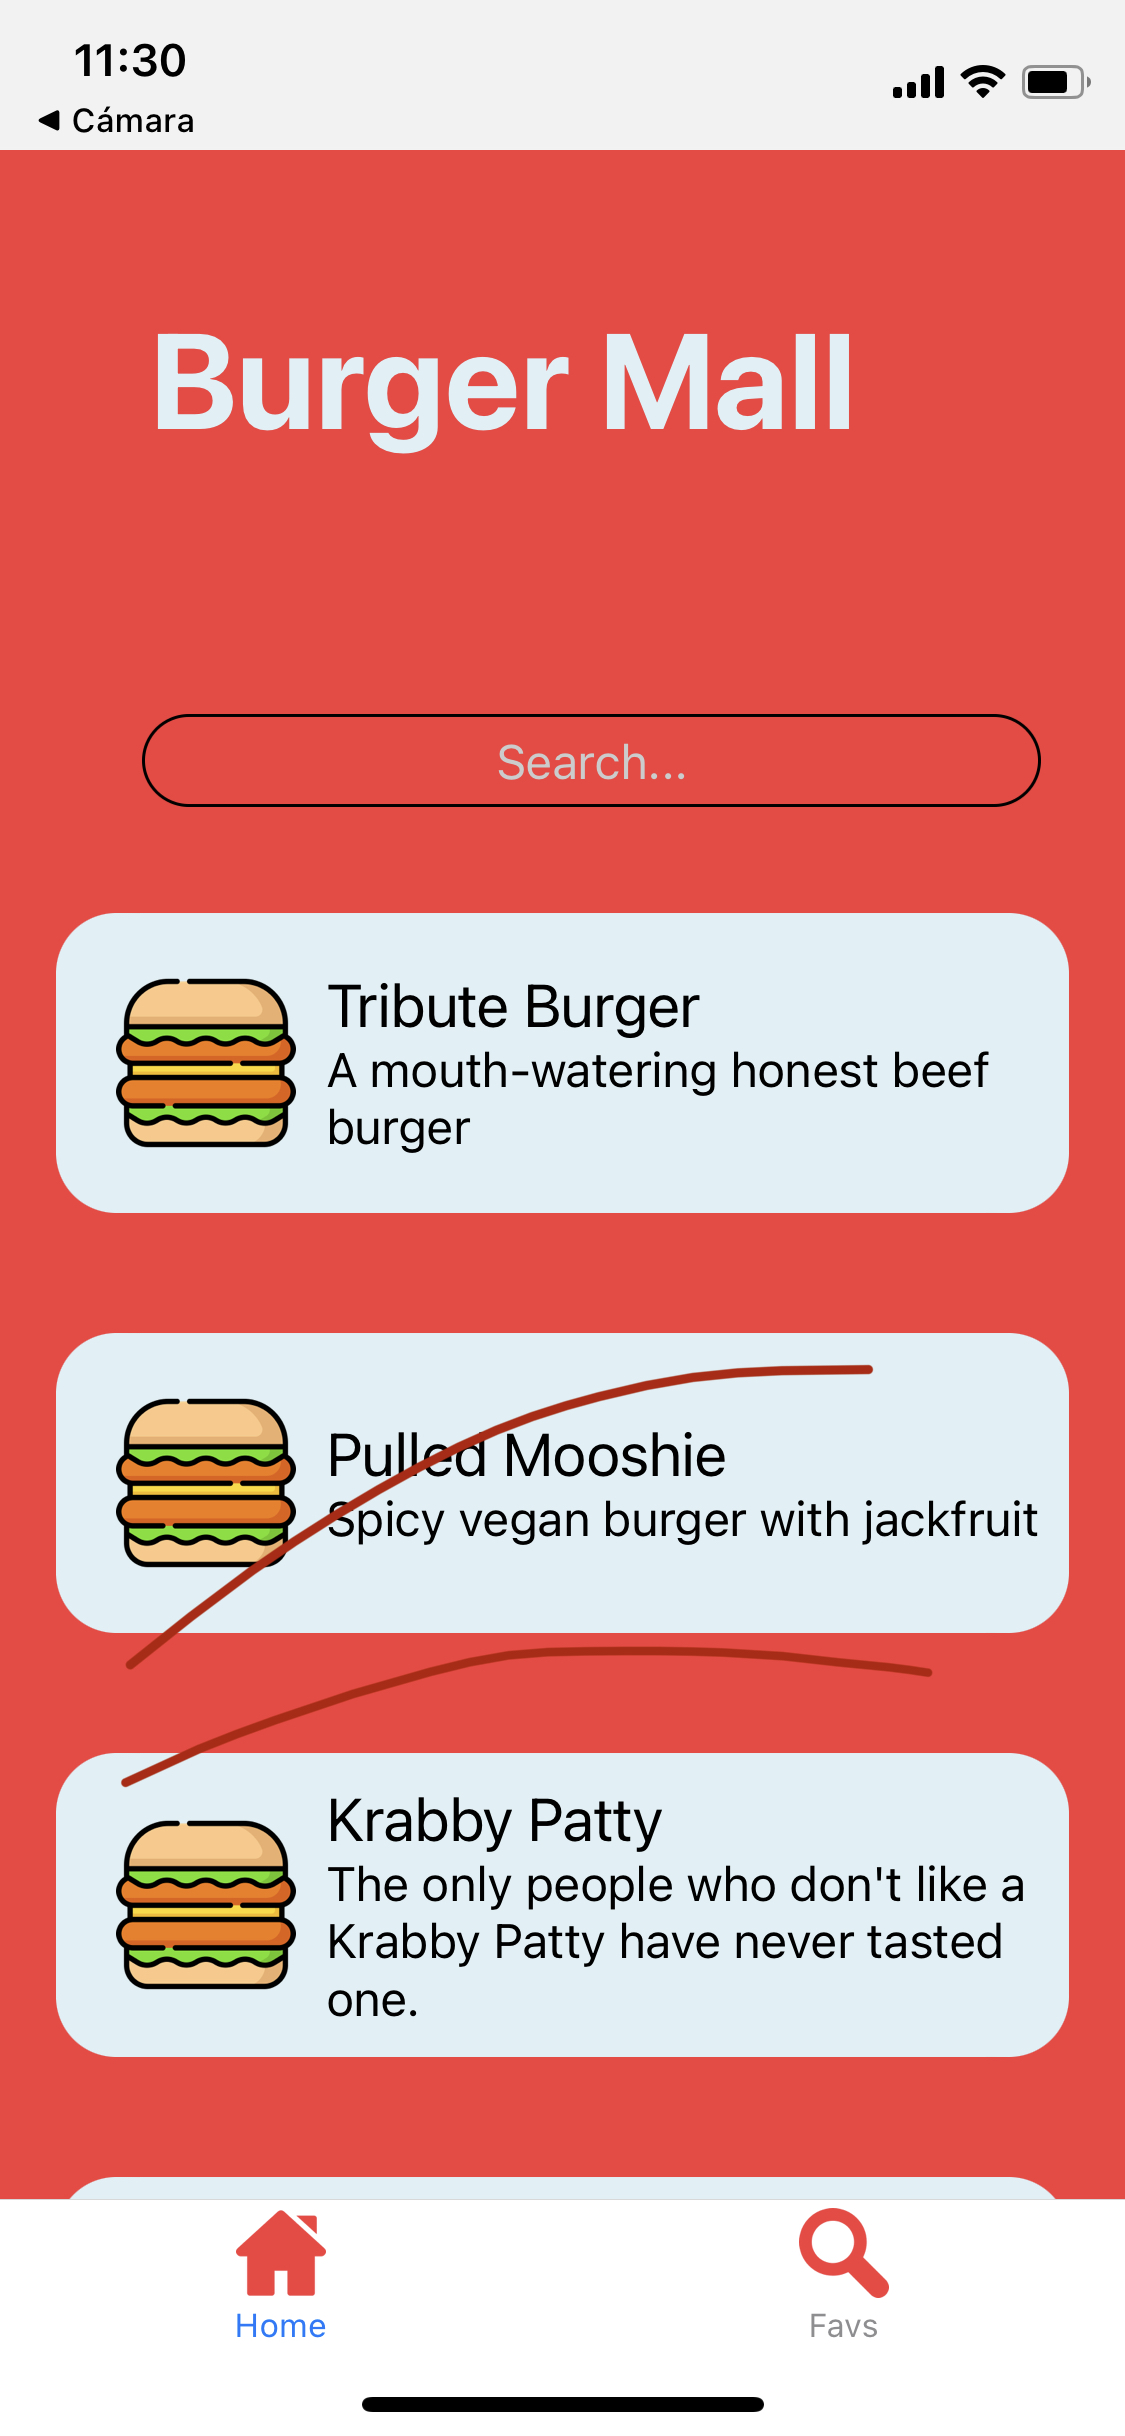 11:30
Cámara
Burger Mall
Search...
Tribute Burger
A mouth-watering honest beef
burger
Pulled Mooshie
Spicy vegan burger with jackfruit
Krabby Patty
The only people who don't like a
Krabby Patty have never tasted
one.
Home
Favs